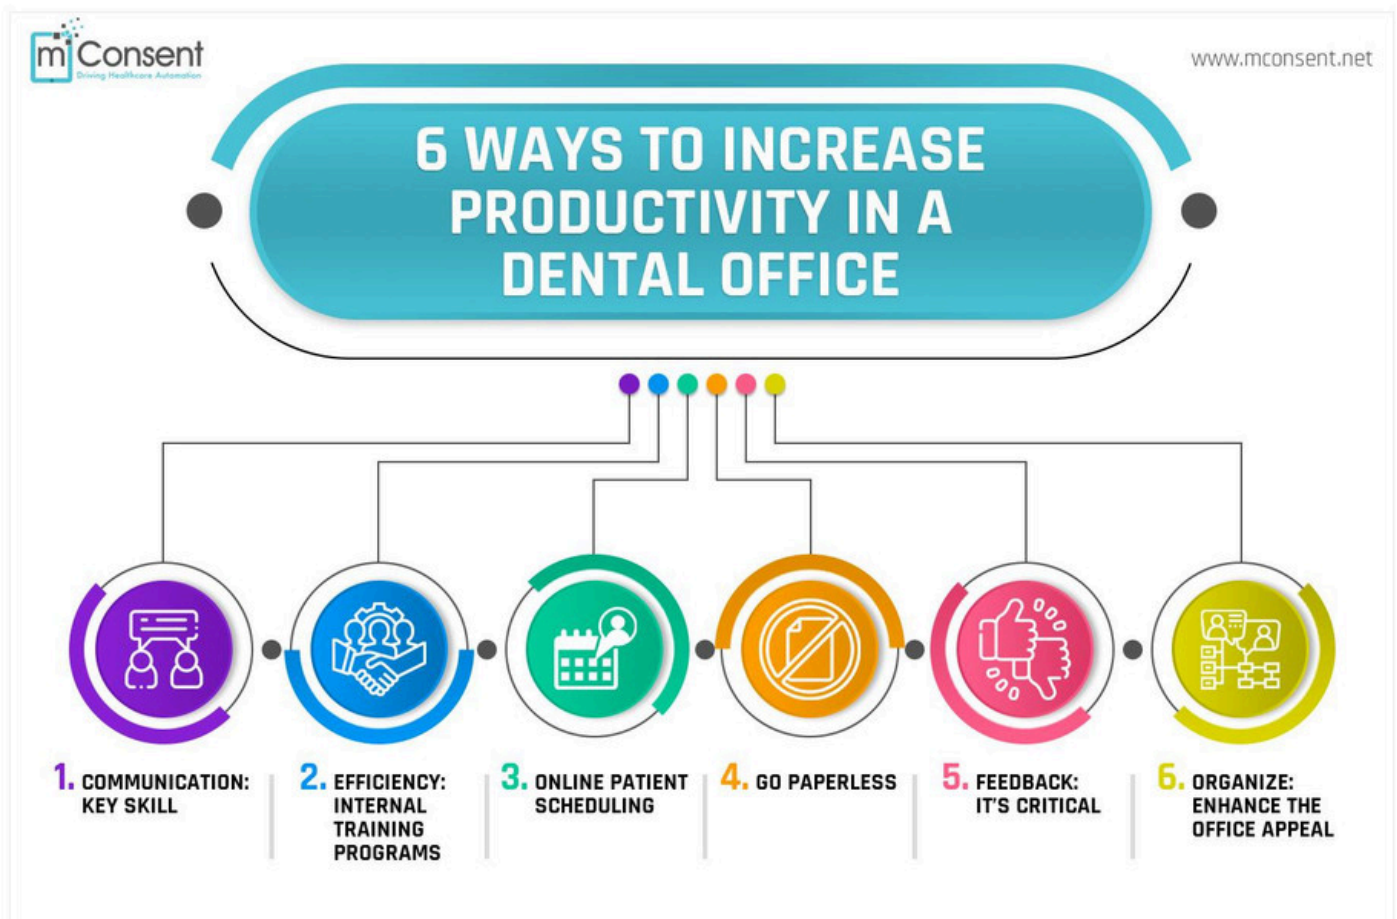 mConsent
Driving Healthcare Automation
www.mconsent.net
6 WAYS TO INCREASE
PRODUCTIVITY IN A
DENTAL OFFICE
1. COMMUNICATION:
KEY SKILL
2. EFFICIENCY:
INTERNAL
TRAINING
PROGRAMS
3. ONLINE PATIENT
SCHEDULING
4. GO PAPERLESS
5. FEEDBACK:
IT'S CRITICAL
6. ORGANIZE:
ENHANCE THE
OFFICE APPEAL